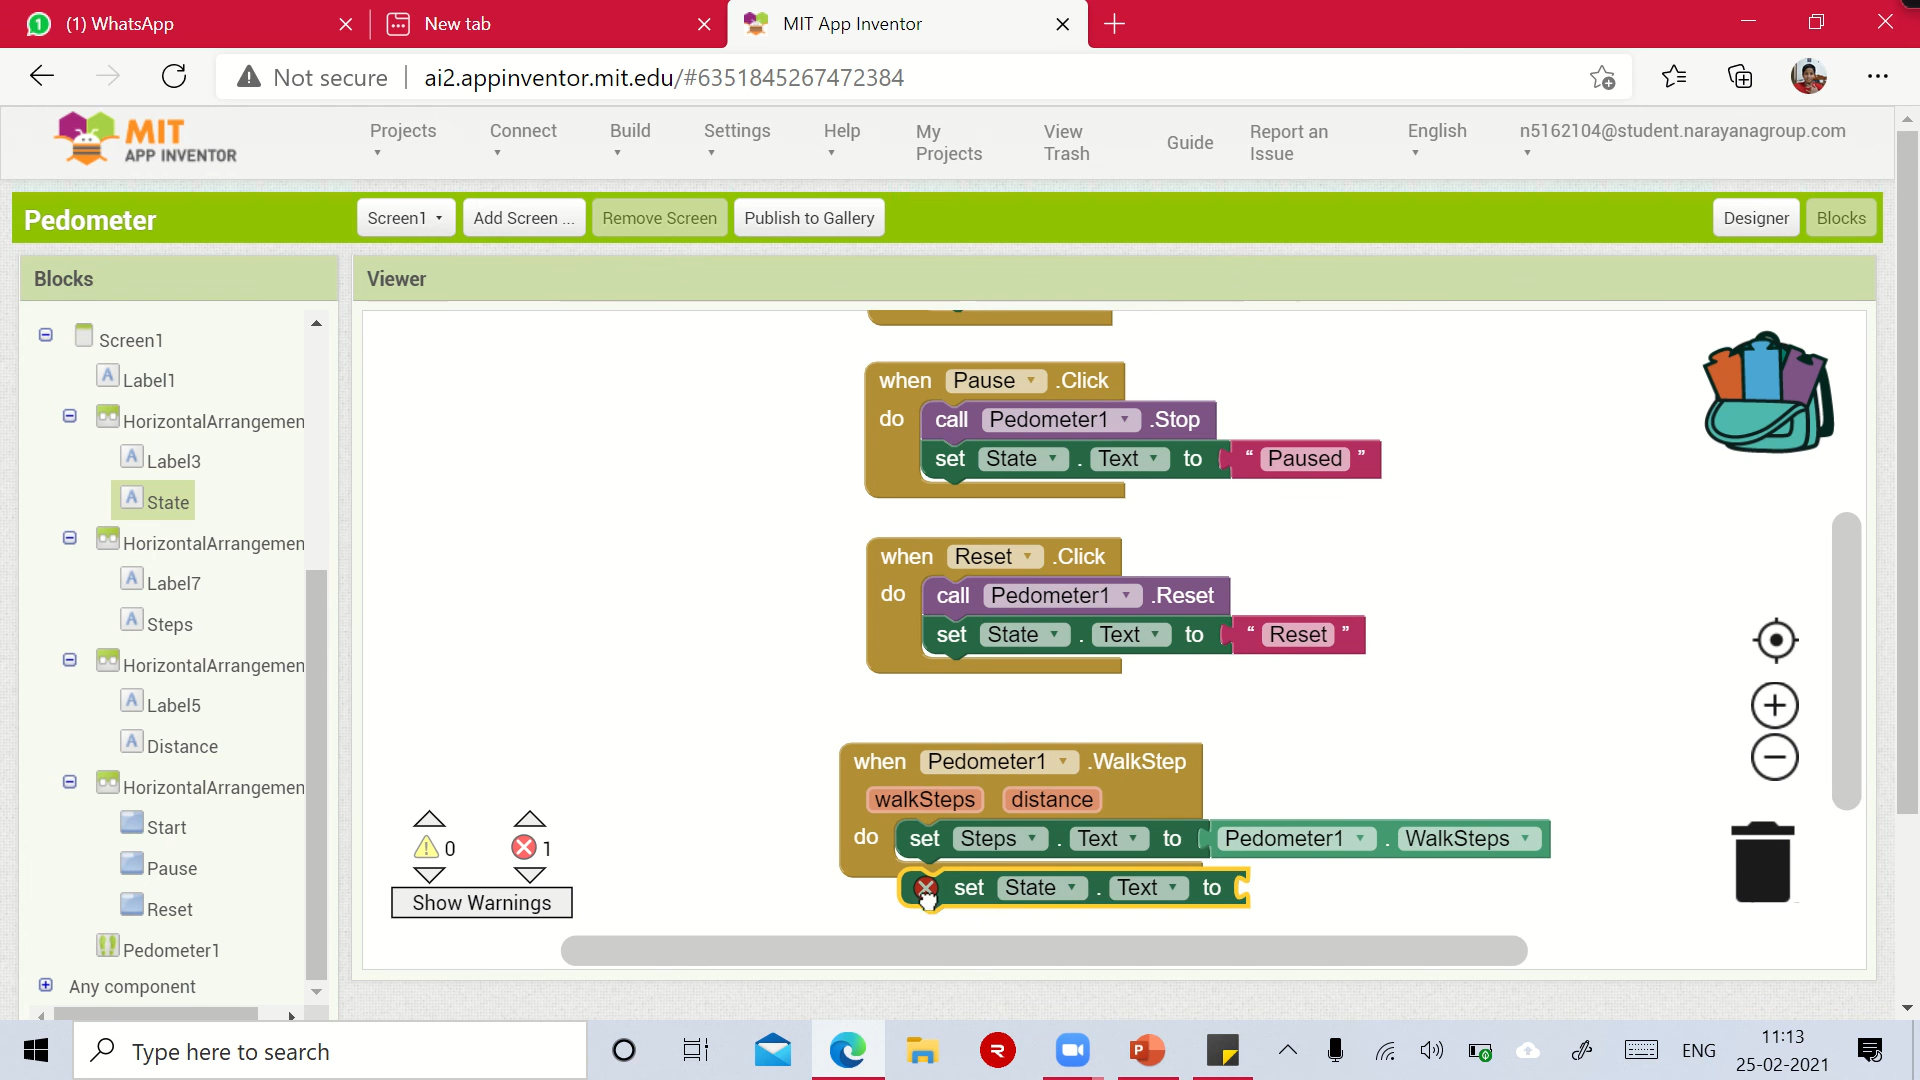 (1) WhatsApp
New tab
MIT App Inventor
Not secure
ai2.appinventor.mit.edu/#6351845267472384
MIT
APP INVENTOR
Projects
Connect
Build
Settings
Help
My
Projects
View
Trash
Guide
Report an
Issue
English
n5162104@student.narayanagroup.com
Pedometer
Screen1
Add Screen ...
Remove Screen
Publish to Gallery
Designer
Blocks
Blocks
Viewer
Screen1
Label1
HorizontalArrangemen
Label3
State
HorizontalArrangemen
Label7
Steps
HorizontalArrangemen
Label5
Distance
HorizontalArrangemen
Start
Pause
Reset
Pedometer1
Any component
when Pause .Click
do call Pedometer1 .Stop
set State . Text to “ Paused ”
when Reset .Click
do call Pedometer1 .Reset
set State . Text to “ Reset ”
when Pedometer1 .WalkStep
walkSteps distance
do set Steps . Text to Pedometer1 . WalkSteps
set State . Text to
0
1
Show Warnings
Type here to search
ENG
11:13
25-02-2021